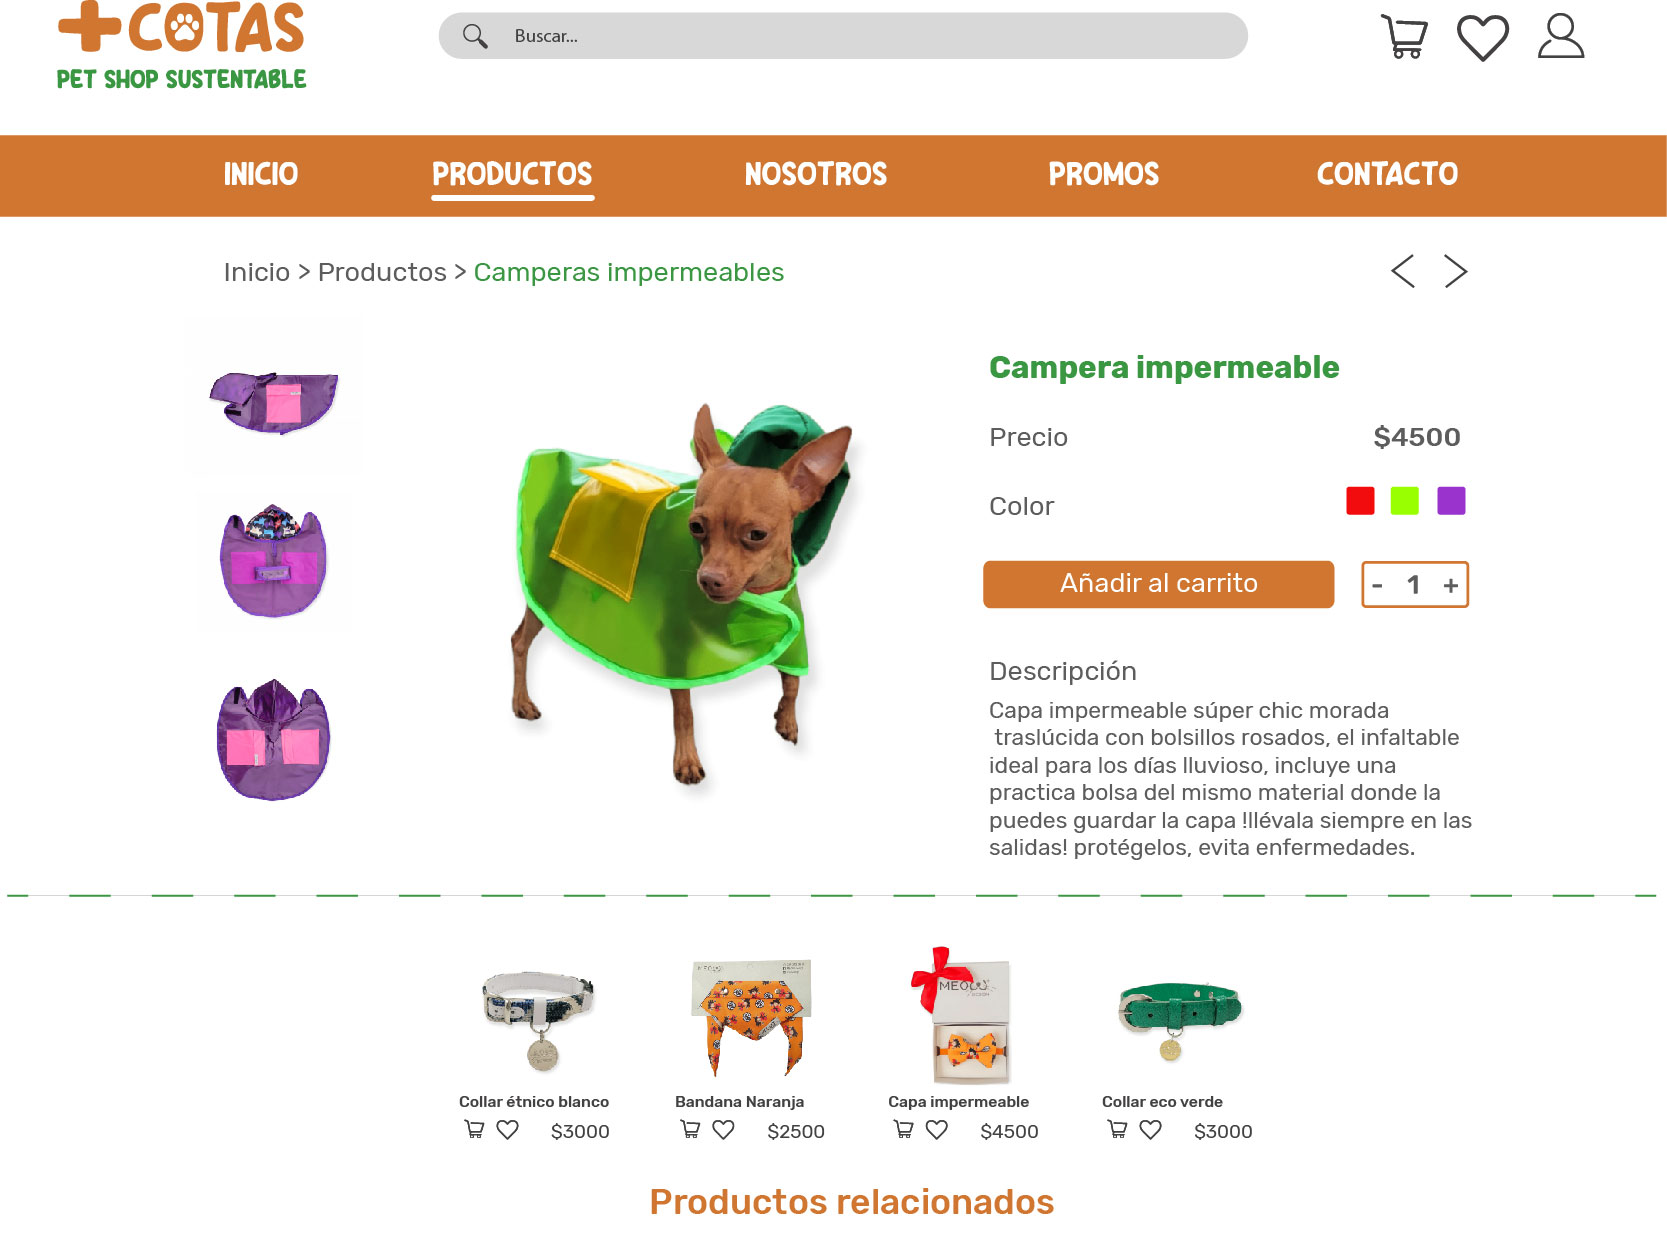 +COTAS
PET SHOP SUSTENTABLE
Buscar...
INICIO PRODUCTOS NOSOTROS PROMOS CONTACTO
Inicio > Productos > Camperas impermeables
Campera impermeable
Precio $4500
Color
Añadir al carrito - 1 +
Descripción
Capa impermeable súper chic morada
traslúcida con bolsillos rosados, el infaltable
ideal para los días lluvioso, incluye una
practica bolsa del mismo material donde la
puedes guardar la capa !llévala siempre en las
salidas! protégelos, evita enfermedades.
Collar étnico blanco
$3000
Bandana Naranja
$2500
Capa impermeable
$4500
Collar eco verde
$3000
Productos relacionados